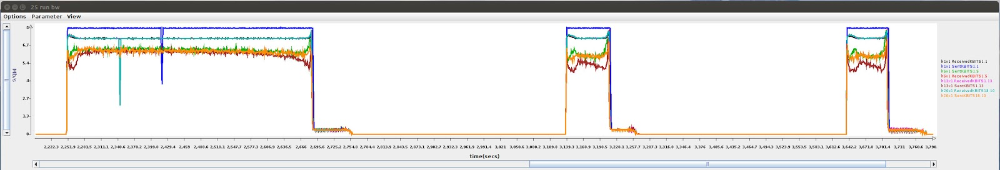 2S run bw
Options Parameter View
8
6.7
5.4
4
2.7
1.3
0
Mb/s
2,222.3 2,251.9 2,281.5 2,311.1 2,340.6 2,370.2 2,399.8 2,429.4 2,459 2,488.6 2,518.1 2,547.7 2,577.3 2,606.9 2,636.5 2,666 2,695.6 2,725.2 2,754.8 2,784.4 2,813.9 2,843.5 2,873.1 2,902.7 2,932.3 2,961.9 2,991.4 3,021 3,050.6 3,080.2 3,109.8 3,139.3 3,168.9 3,198.5 3,228.1 3,257.7 3,287.3 3,316.8 3,346.4 3,376 3,405.6 3,435.2 3,464.7 3,494.3 3,523.9 3,553.5 3,583.1 3,612.6 3,642.2 3,671.8 3,701.4 3,731 3,760.6 3,790.
time(secs)
h1x1 ReceivedKBITS1.1
h1x1 SentKBITS1.1
h5x1 SentKBITS1.5
h5x1 ReceivedKBITS1.5
h13x1 ReceivedKBITS1.13
h13x1 SentKBITS1.13
h20x1 ReceivedKBITS18.10
h20x1 SentKBITS18.10